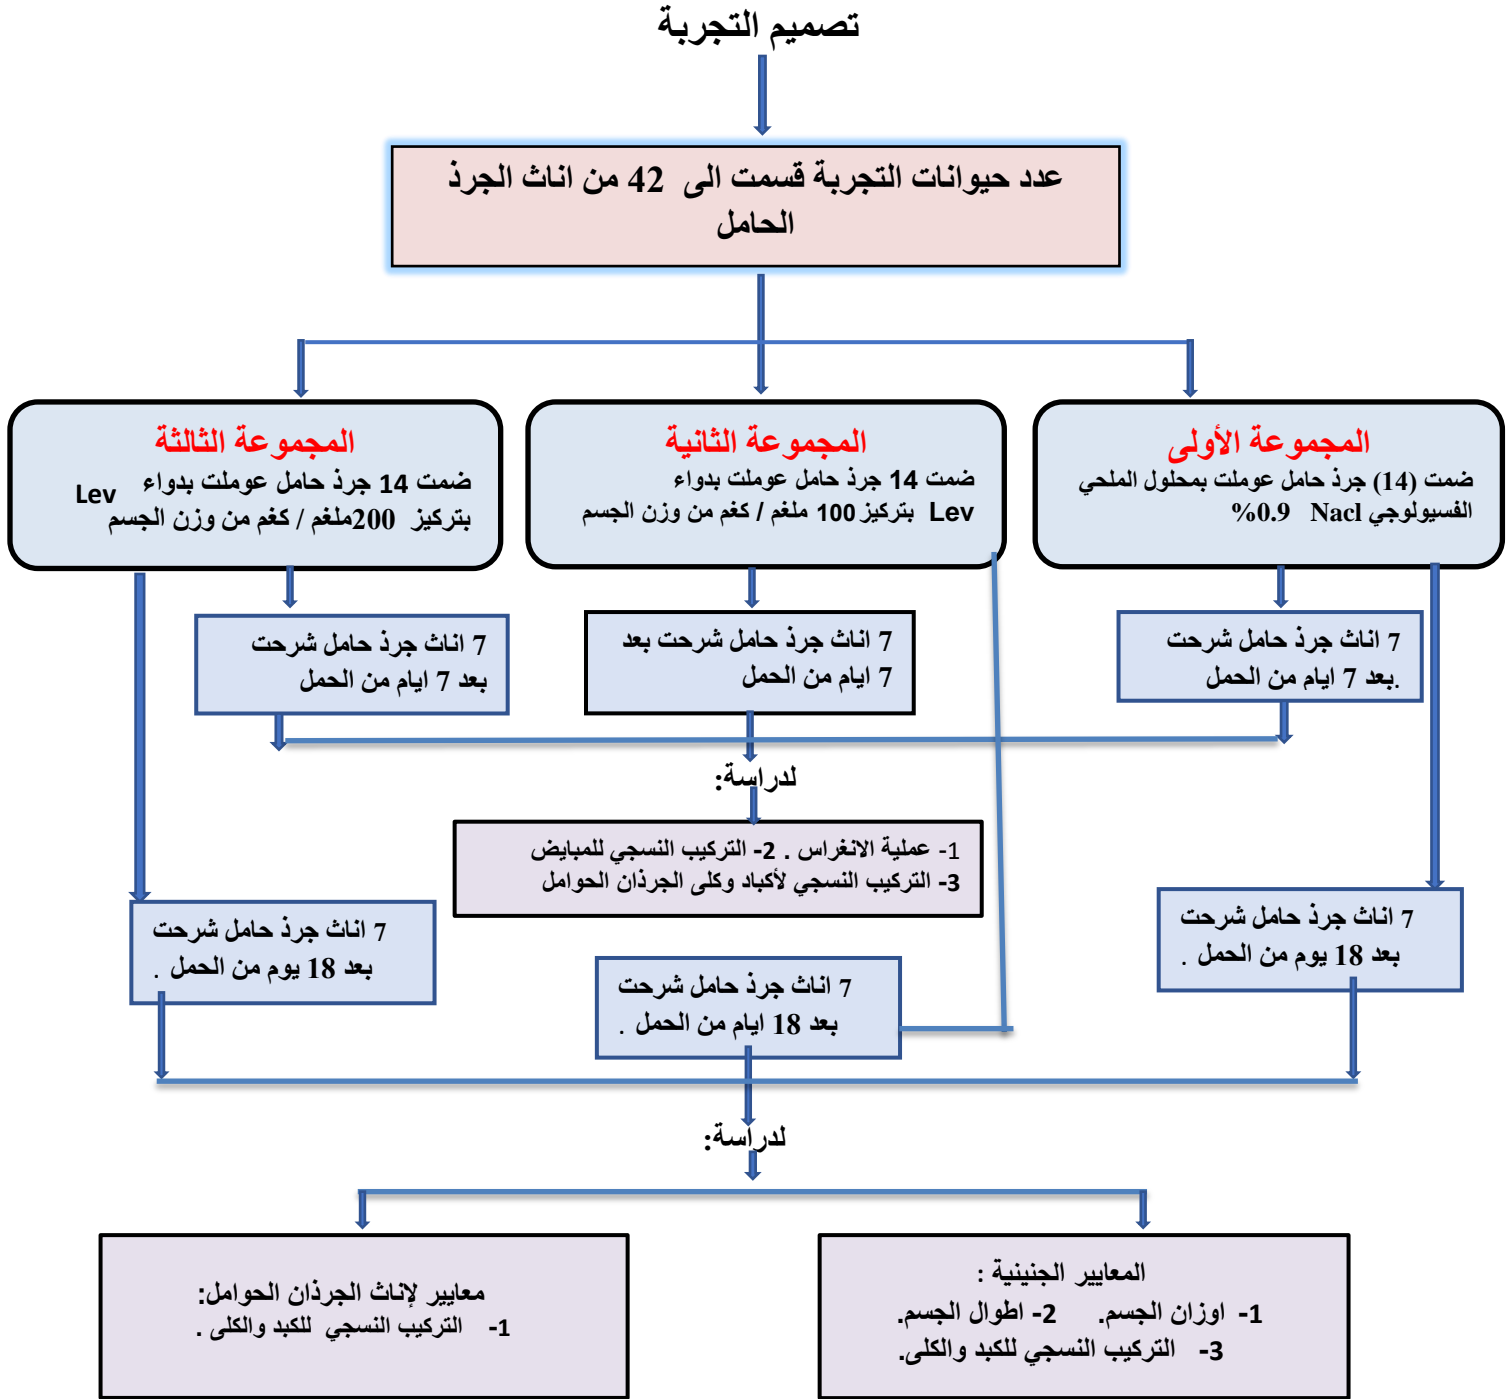 تصميم التجربة
عدد حيوانات التجربة قسمت الى 42 من اناث الجرذ
الحامل
المجموعة الأولى
ضمت (14) جرذ حامل عوملت بمحلول الملحي
الفسيولوجي Nacl 0.9%
المجموعة الثانية
ضمت 14 جرذ حامل عوملت بدواء
Lev بتركيز 100 ملغم / كغم من وزن الجسم
المجموعة الثالثة
ضمت 14 جرذ حامل عوملت بدواء Lev
بتركيز 200ملغم / كغم من وزن الجسم
7 اناث جرذ حامل شرحت
بعد 7 ايام من الحمل.
7 اناث جرذ حامل شرحت بعد
7 ايام من الحمل
7 اناث جرذ حامل شرحت
بعد 7 ايام من الحمل
لدراسة:
1- عملية الانغراس . 2- التركيب النسجي للمبايض
3- التركيب النسجي لأكباد وكلى الجرذان الحوامل
7 اناث جرذ حامل شرحت
بعد 18 يوم من الحمل .
7 اناث جرذ حامل شرحت
بعد 18 ايام من الحمل .
7 اناث جرذ حامل شرحت
بعد 18 يوم من الحمل .
لدراسة:
المعايير الجنينية :
1- اوزان الجسم. 2- اطوال الجسم.
3- التركيب النسجي للكبد والكلى.
معايير لإناث الجرذان الحوامل:
1- التركيب النسجي للكبد والكلى .